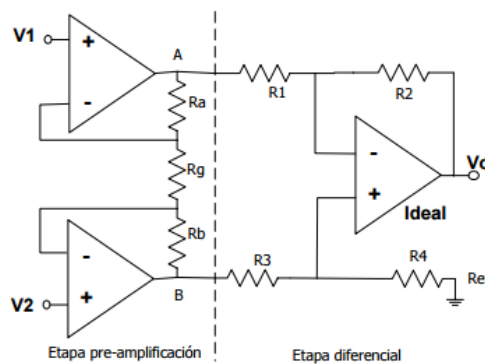 V1
+
-
A
Ra
Rg
Rb
B
-
+
V2
R1
R2
-
+
Ideal
Vo
R3
R4
Re
Etapa pre-amplificación
Etapa diferencial